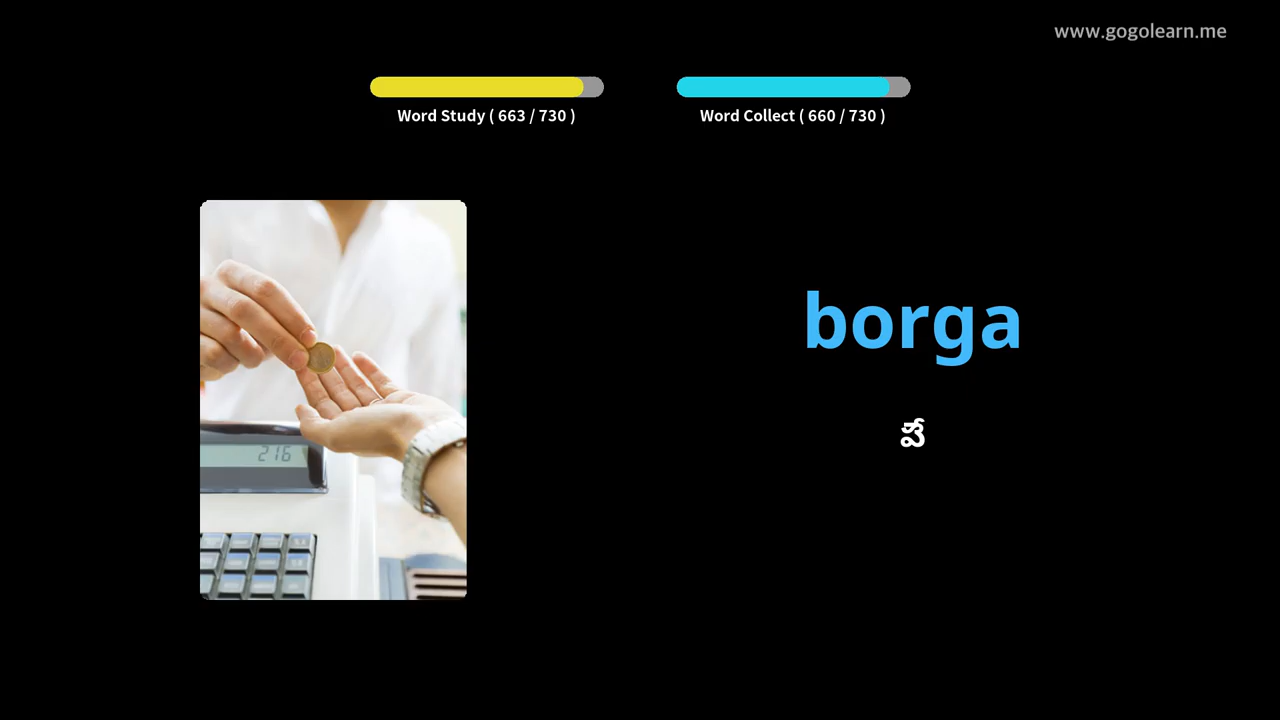 www.gogolearn.me
Word Study ( 663 / 730 )
Word Collect ( 660 / 730 )
216
borga
పే